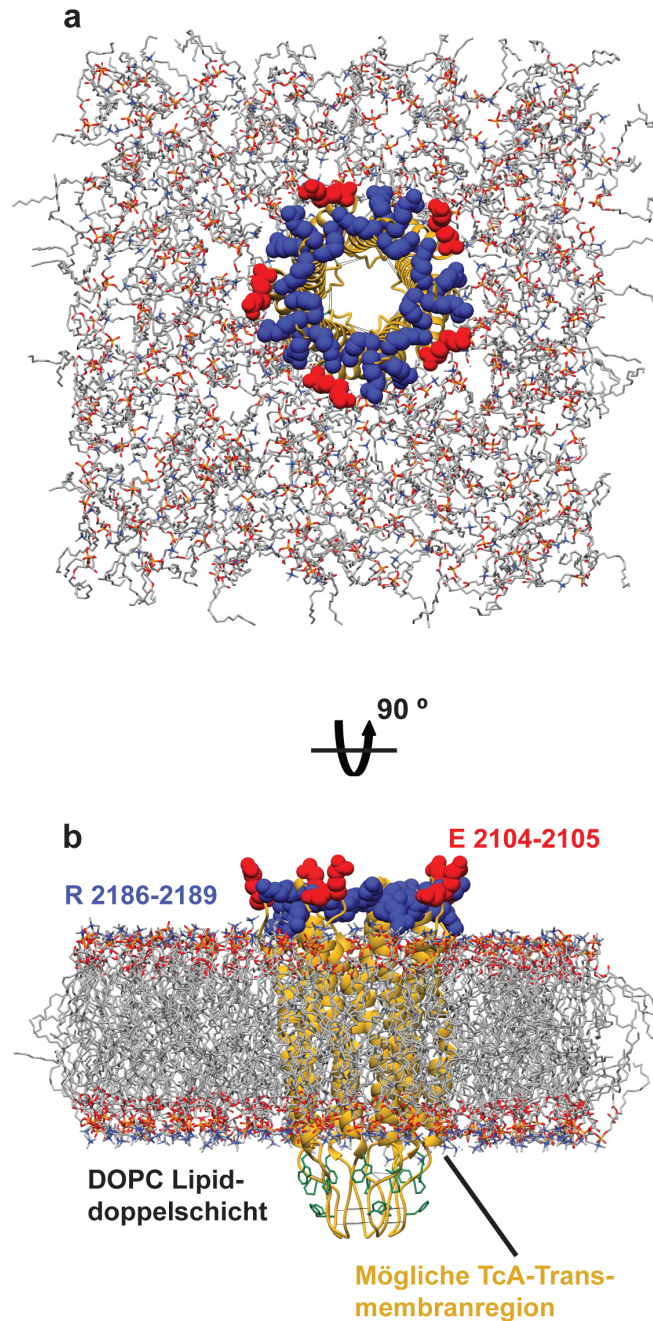 a
90 º
b
E 2104-2105
R 2186-2189
DOPC Lipid-
doppelschicht
Mögliche TcA-Trans-
membranregion